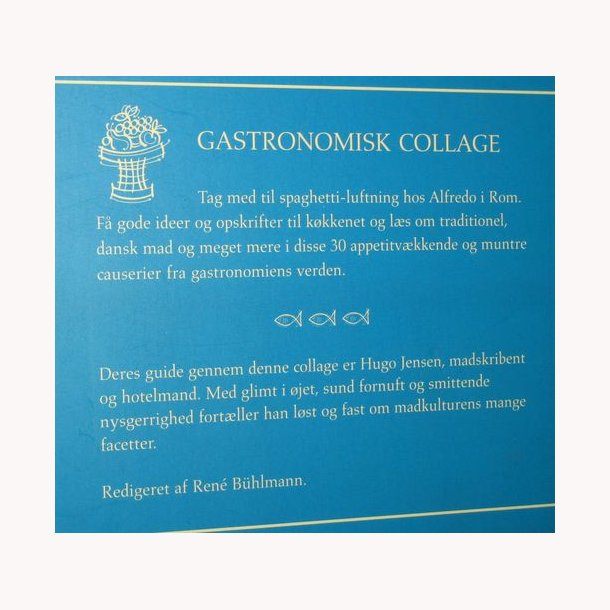 GASTRONOMISK COLLAGE
Tag med til spaghetti-luftning hos Alfredo i Rom.
Få gode ideer og opskrifter til køkkenet og læs om traditionel,
dansk mad og meget mere i disse 30 appetitvækkende og muntre
causerier fra gastronomiens verden.
Deres guide gennem denne collage er Hugo Jensen, madskribent
og hotelmand. Med glimt i øjet, sund fornuft og smittende
nysgerrighed fortæller han løst og fast om madkulturens mange
facetter.
Redigeret af René Bühlmann.